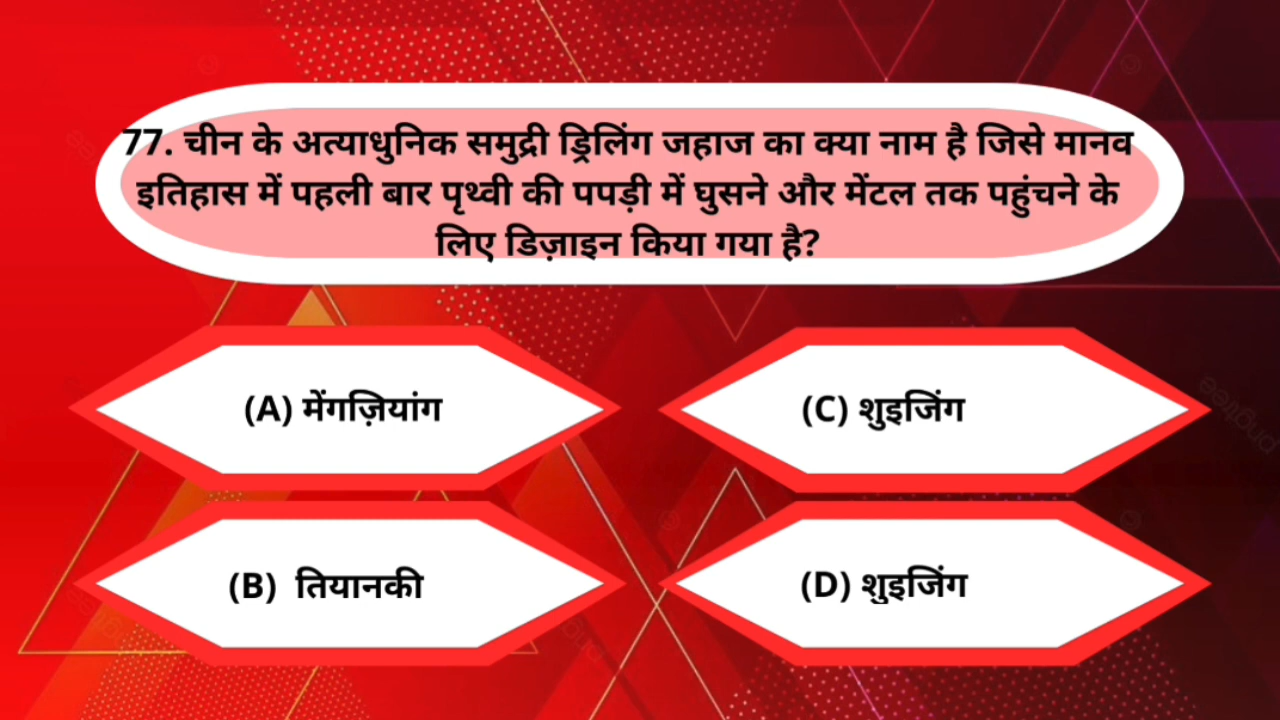 77. चीन के अत्याधुनिक समुद्री ड्रिलिंग जहाज का क्या नाम है जिसे मानव
इतिहास में पहली बार पृथ्वी की पपड़ी में घुसने और मेंटल तक पहुंचने के
लिए डिज़ाइन किया गया है?
(A) मेंगज़ियांग
(C) शुइजिंग
(B) तियानकी
(D) शुइजिंग